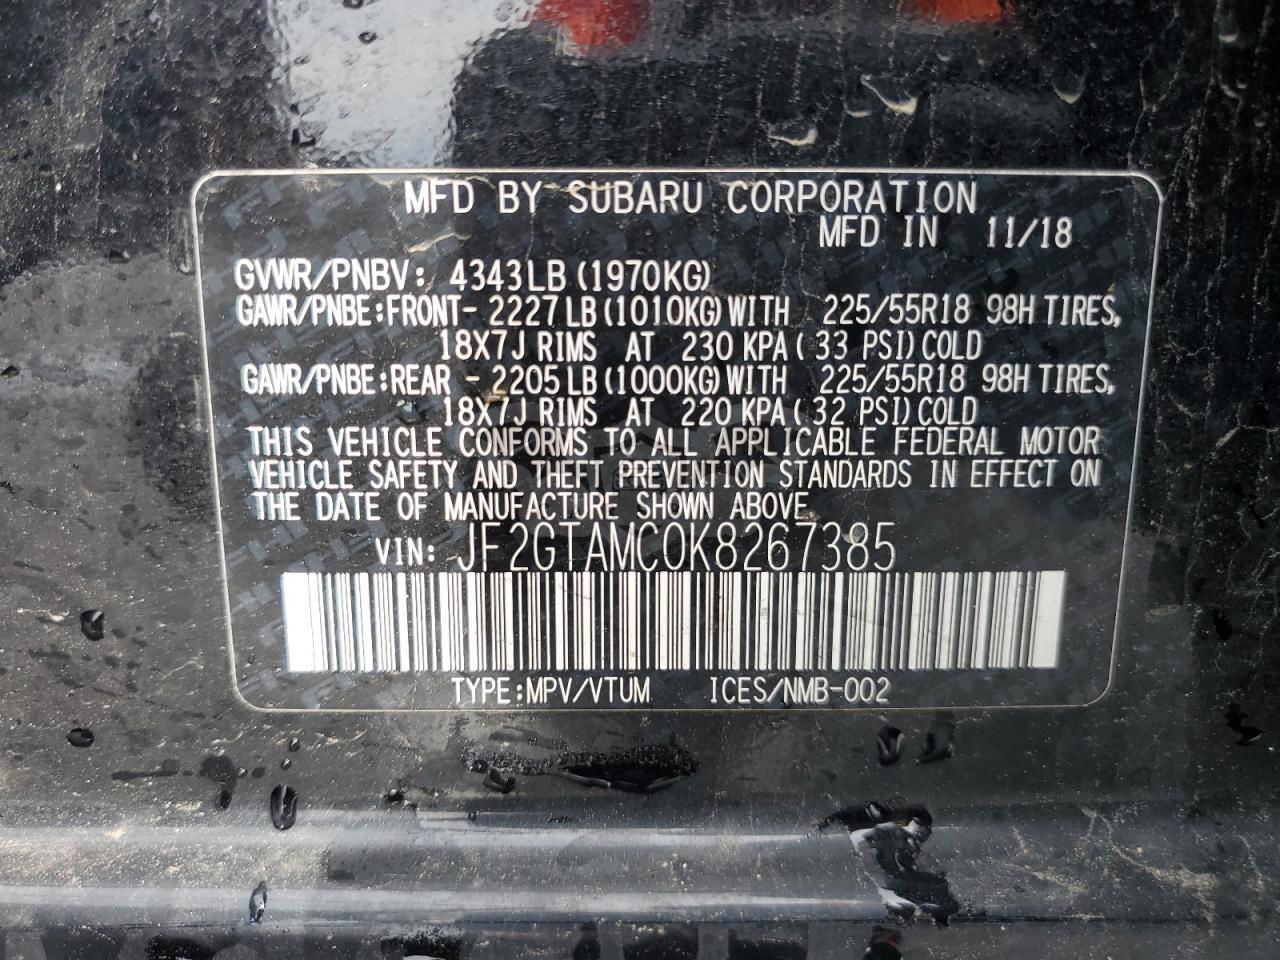 MFD BY SUBARU CORPORATION
MFD IN 11/18
GVWR/PNBV: 4343LB (1970KG)
GAWR/PNBE:FRONT- 2227LB(1010KG)WITH 225/55R18 98H TIRES,
18X7J RIMS AT 230 KPA( 33 PSI)COLD
GAWR/PNBE:REAR - 2205LB(1000KG)WITH 225/55R18 98H TIRES,
18X7J RIMS AT 220 KPA( 32 PSI)COLD
THIS VEHICLE CONFORMS TO ALL APPLICABLE FEDERAL MOTOR
VEHICLE SAFETY AND THEFT PREVENTION STANDARDS IN EFFECT ON
THE DATE OF MANUFACTURE SHOWN ABOVE.
VIN: JF2GTAMC0K8267385
TYPE:MPV/VTUM ICES/NMB-002